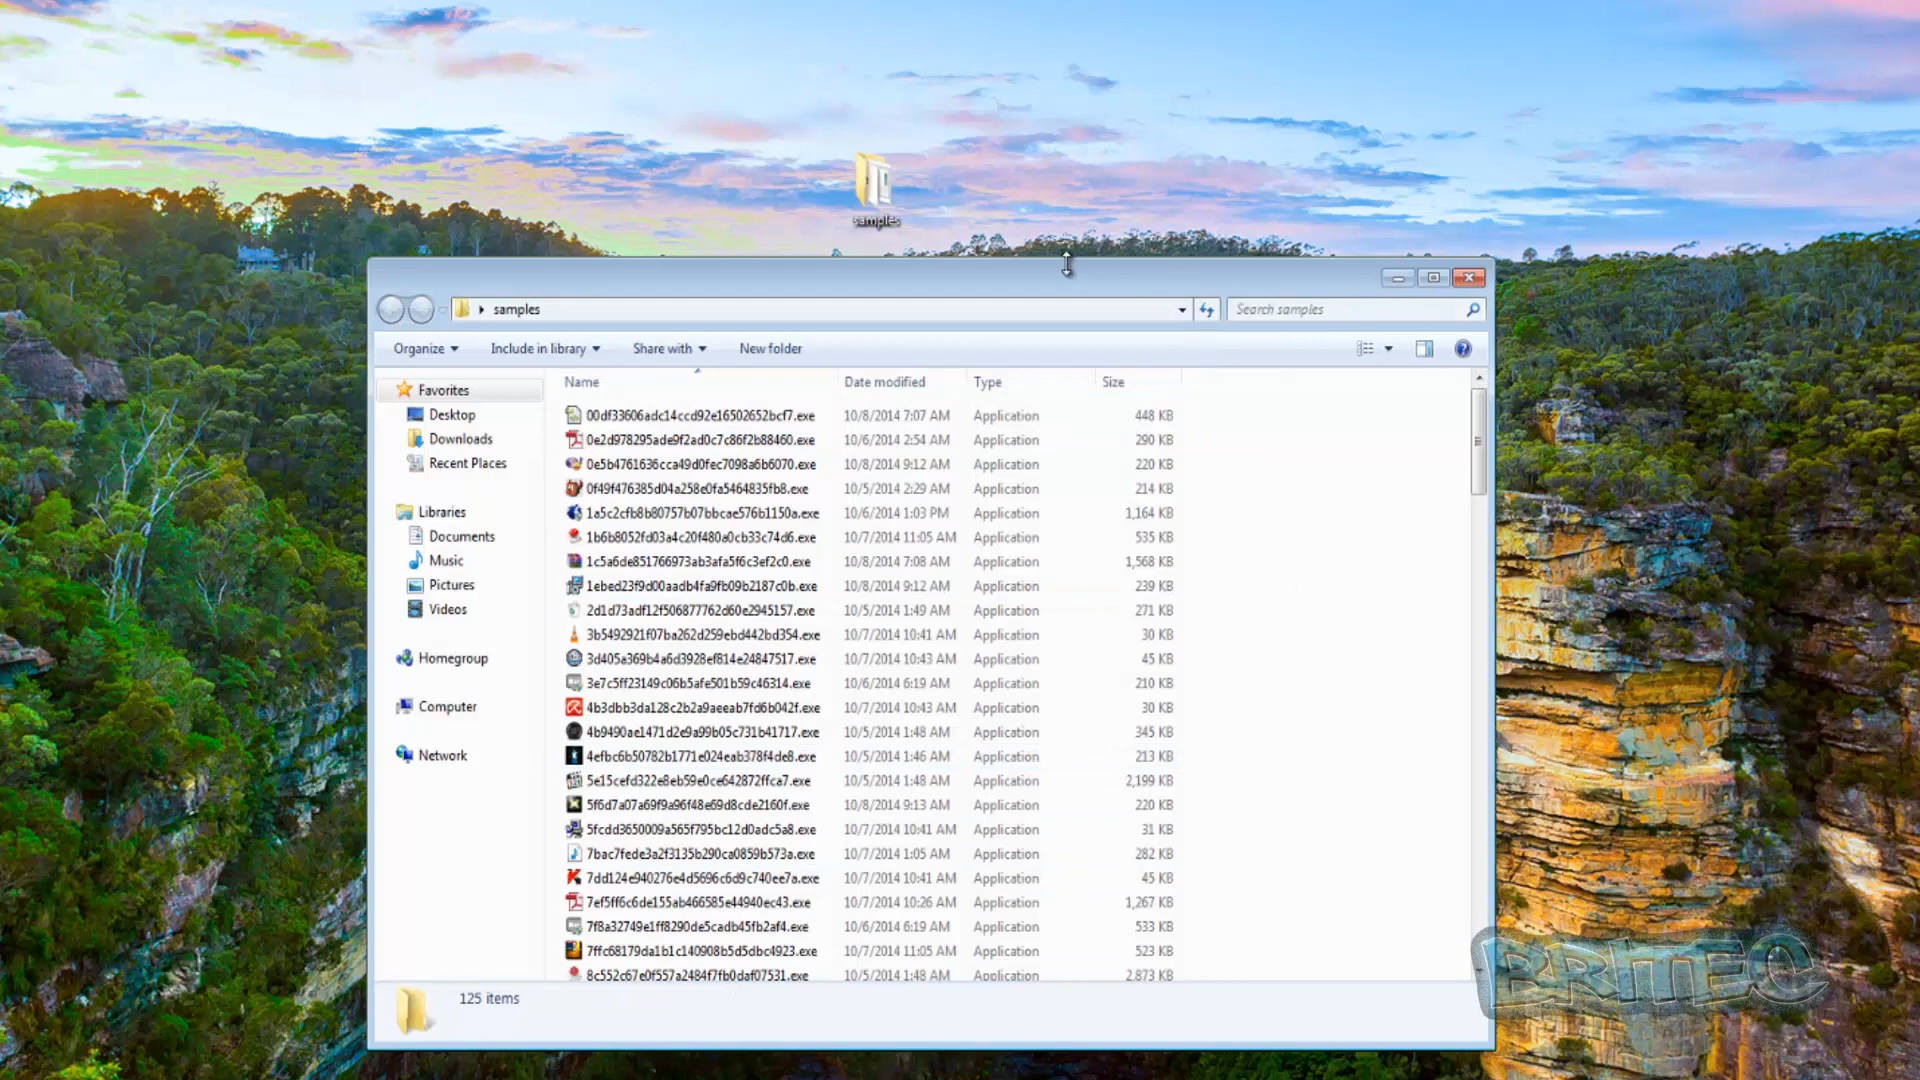 samples
samples
Search samples
Organize
Include in library
Share with
New folder
Name
Date modified
Type
Size
Favorites
Desktop
Downloads
Recent Places
Libraries
Documents
Music
Pictures
Videos
Homegroup
Computer
Network
00df33606adc14ccd92e16502652bcf7.exe 10/8/2014 7:07 AM Application 448 KB
0e2d978295ade9f2ad0c7c86f2b88460.exe 10/6/2014 2:54 AM Application 290 KB
0e5b4761636cca49d0fec7098a6b6070.exe 10/8/2014 9:12 AM Application 220 KB
0f49f476385d04a258e0fa5464835fb8.exe 10/5/2014 2:29 AM Application 214 KB
1a5c2cfb8b80757b07bbcae576b1150a.exe 10/6/2014 1:03 PM Application 1,164 KB
1b6b8052fd03a4c20f480a0cb33c74d6.exe 10/7/2014 11:05 AM Application 535 KB
1c5a6de851766973ab3afa5f6c3ef2c0.exe 10/8/2014 7:08 AM Application 1,568 KB
1ebed23f9d00aadb4fa9fb09b2187c0b.exe 10/8/2014 9:12 AM Application 239 KB
2d1d73adf12f506877762d60e2945157.exe 10/5/2014 1:49 AM Application 271 KB
3b5492921f07ba262d259ebd442bd354.exe 10/7/2014 10:41 AM Application 30 KB
3d405a369b4a6d3928ef814e24847517.exe 10/7/2014 10:43 AM Application 45 KB
3e7c5ff23149c06b5afe501b59c46314.exe 10/6/2014 6:19 AM Application 210 KB
4b3dbb3da128c2b2a9aeeab7fd6b042f.exe 10/7/2014 10:43 AM Application 30 KB
4b9490ae1471d2e9a99b05c731b41717.exe 10/5/2014 1:48 AM Application 345 KB
4efbc6b50782b1771e024eab378f4de8.exe 10/5/2014 1:46 AM Application 213 KB
5e15cefd322e8eb59e0ce642872ffca7.exe 10/5/2014 1:48 AM Application 2,199 KB
5f6d7a07a69f9a96f48e69d8cde2160f.exe 10/8/2014 9:13 AM Application 220 KB
5fcdd3650009a565f795bc12d0adc5a8.exe 10/7/2014 10:41 AM Application 31 KB
7bac7fede3a2f3135b290ca0859b573a.exe 10/7/2014 1:05 AM Application 282 KB
7dd124e940276e4d5696c6d9c740ee7a.exe 10/7/2014 10:41 AM Application 45 KB
7ef5ff6c6de155ab466585e44940ec43.exe 10/7/2014 10:26 AM Application 1,267 KB
7f8a32749e1ff8290de5cadb45fb2af4.exe 10/6/2014 6:19 AM Application 533 KB
7ffc68179da1b1c140908b5d5dbc4923.exe 10/7/2014 11:05 AM Application 523 KB
8c552c67e0f557a2484f7fb0daf07531.exe 10/5/2014 1:48 AM Application 2,873 KB
125 items
BRITEC